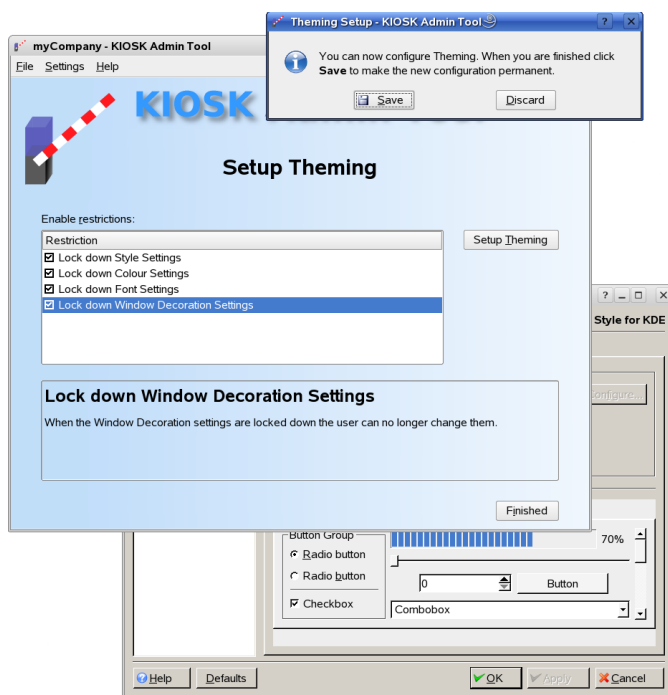 Theming Setup - KIOSK Admin Tool
You can now configure Theming. When you are finished click
Save to make the new configuration permanent.
Save
Discard
myCompany - KIOSK Admin Tool
File Settings Help
KIOSK
Setup Theming
Enable restrictions:
Restriction
Setup Theming
Lock down Style Settings
Lock down Colour Settings
Lock down Font Settings
Lock down Window Decoration Settings
Lock down Window Decoration Settings
When the Window Decoration settings are locked down the user can no longer change them.
Finished
Style for KDE
Button Group
70%
Radio button
Radio button
0
Button
Checkbox
Combobox
Help
Defaults
OK
Apply
Cancel